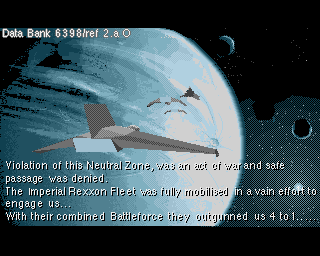 Data Bank 6398/ref 2.a O
Violation of this Neutral Zone, was an act of war and safe
passage was denied.
The Imperial Rexxon Fleet was fully mobilised in a vain effort to
engage us...
With their combined Battleforce they outgunned us 4 to 1......